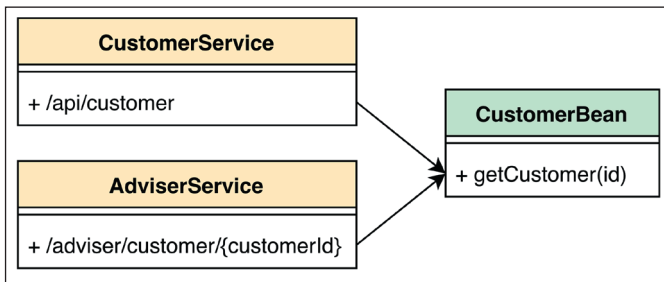 CustomerService
+ /api/customer
AdviserService
+ /adviser/customer/{customerId}
CustomerBean
+ getCustomer(id)